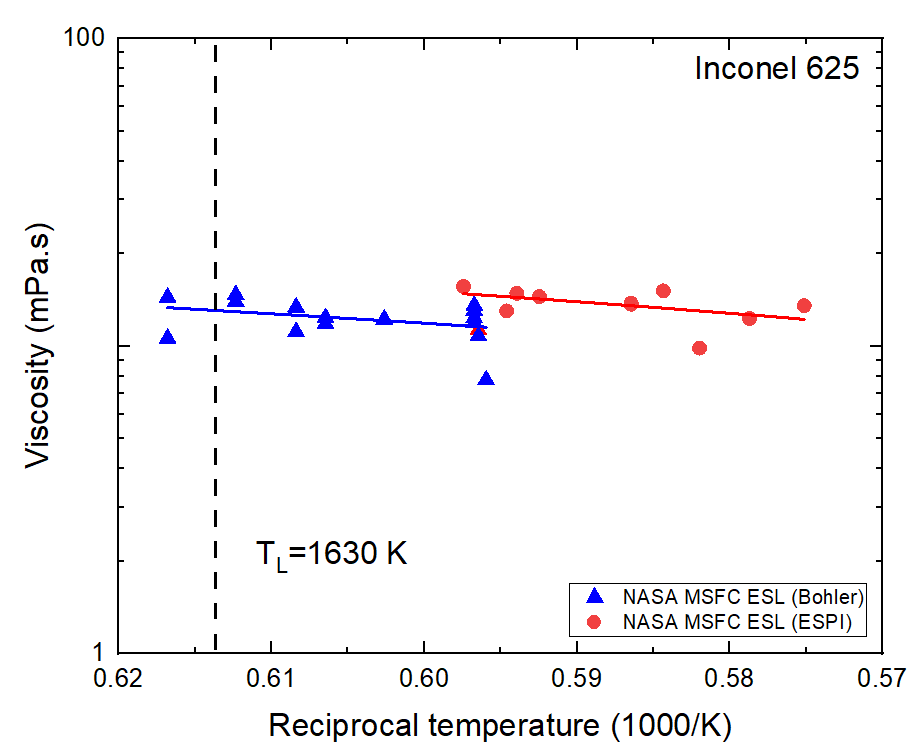 100
Inconel 625
Viscosity (mPa.s)
T_L=1630 K
NASA MSFC ESL (Bohler)
NASA MSFC ESL (ESPI)
1
0.62 0.61 0.60 0.59 0.58 0.57
Reciprocal temperature (1000/K)